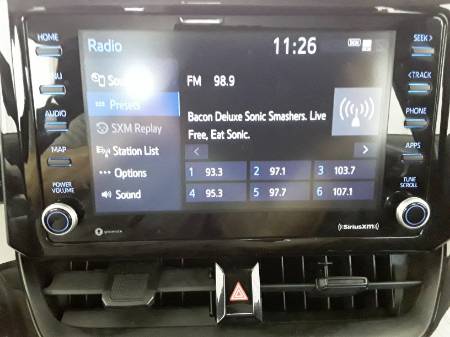 HOME
Radio
11:26
SEEK >
MENU
Sou
FM 98.9
< TRACK
Presets
AUDIO
SXM Replay
Bacon Deluxe Sonic Smashers. Live
Free, Eat Sonic.
PHONE
MAP
Station List
< >
APPS
Options
1 93.3 2 97.1 3 103.7
POWER
VOLUME
Sound
4 95.3 5 97.7 6 107.1
TUNE
SCROLL
SiriusXM